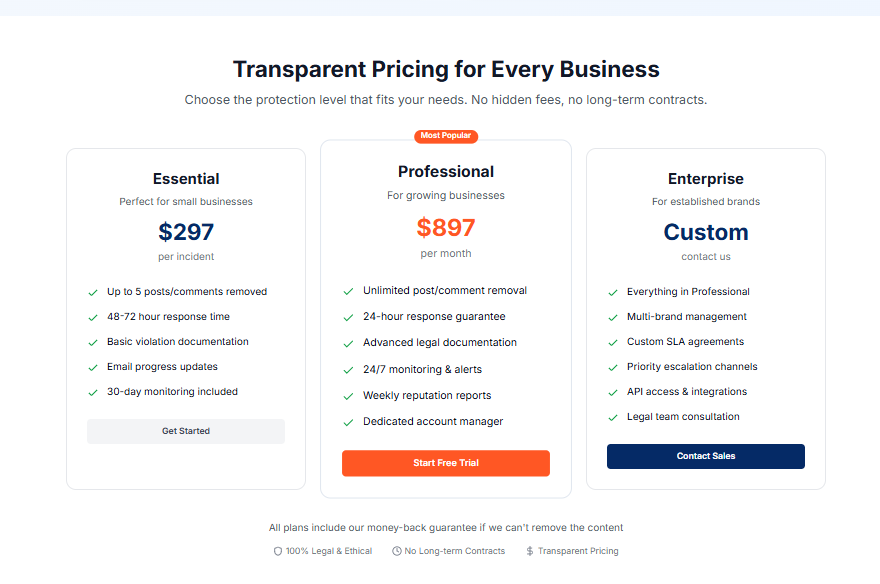 Transparent Pricing for Every Business
Choose the protection level that fits your needs. No hidden fees, no long-term contracts.
Essential
Perfect for small businesses
$297
per incident
Up to 5 posts/comments removed
48-72 hour response time
Basic violation documentation
Email progress updates
30-day monitoring included
Get Started
Most Popular
Professional
For growing businesses
$897
per month
Unlimited post/comment removal
24-hour response guarantee
Advanced legal documentation
24/7 monitoring & alerts
Weekly reputation reports
Dedicated account manager
Start Free Trial
Enterprise
For established brands
Custom
contact us
Everything in Professional
Multi-brand management
Custom SLA agreements
Priority escalation channels
API access & integrations
Legal team consultation
Contact Sales
All plans include our money-back guarantee if we can't remove the content
100% Legal & Ethical
No Long-term Contracts
Transparent Pricing